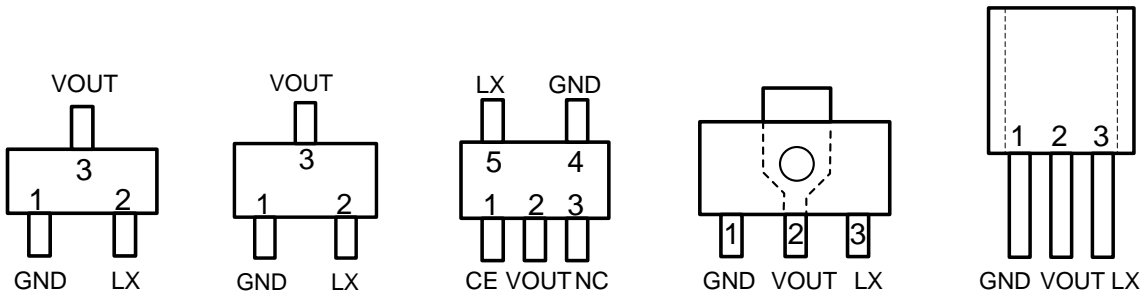 VOUT
3
1 2
GND LX
VOUT
3
1 2
GND LX
LX GND
5 4
1 2 3
CE VOUT NC
1 2 3
GND VOUT LX
1 2 3
GND VOUT LX